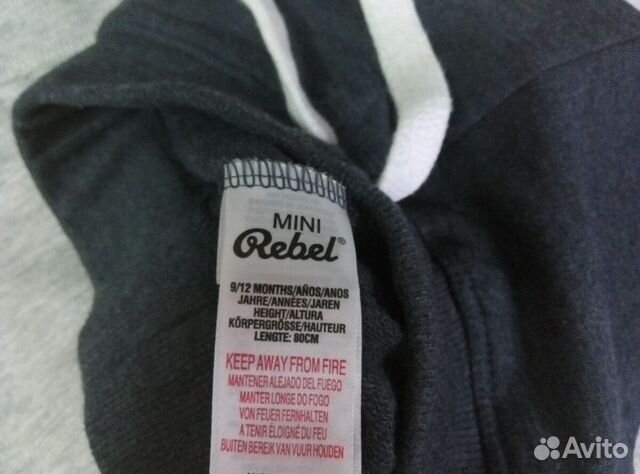 MINI
Rebel®
9/12 MONTHS/AÑOS/ANOS
JAHRE/ANNÉES/JAREN
HEIGHT/ALTURA
KÖRPERGRÖSSE/HAUTEUR
LENGTE: 80CM
KEEP AWAY FROM FIRE
MANTENER ALEJADO DEL FUEGO
MANTER LONGE DO FOGO
VON FEUER FERNHALTEN
A TENIR ÉLOIGNÉ DU FEU
BUITEN BEREIK VAN VUUR HOUDEN
Avito